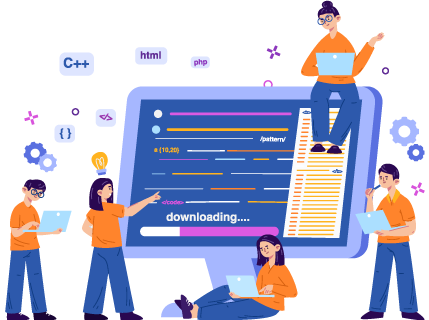 C++
html
php
{ }
</>
/pattern/
s (10,20)
</code>
downloading....